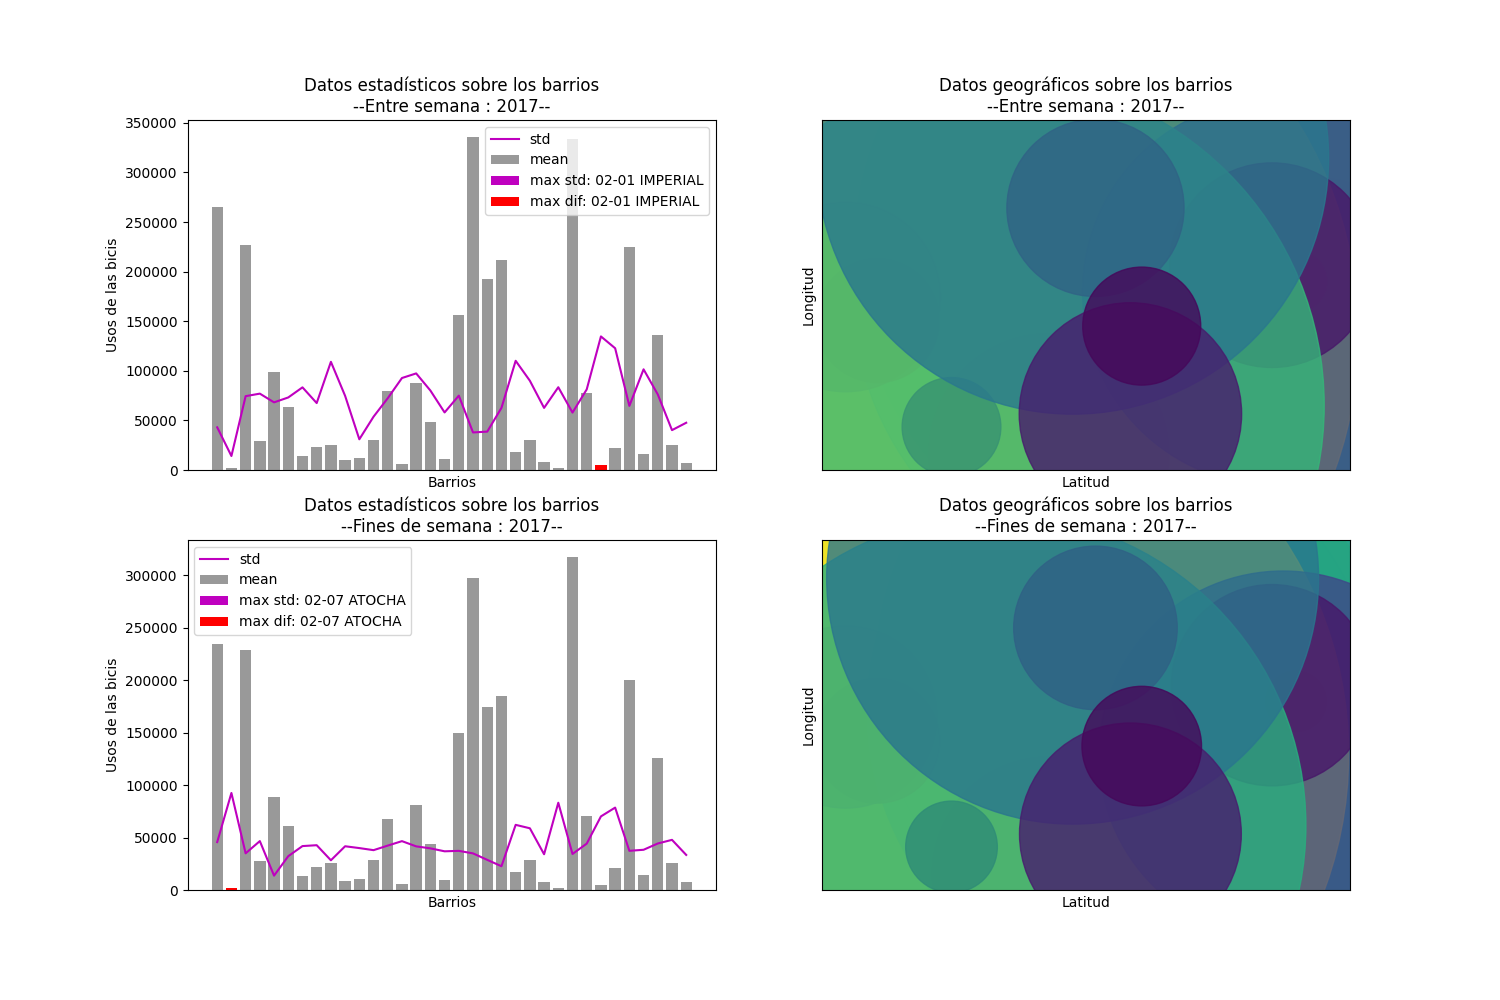 Datos estadísticos sobre los barrios
--Entre semana : 2017--
350000
300000
250000
200000
150000
100000
50000
0
Usos de las bicis
Barrios
std
mean
max std: 02-01 IMPERIAL
max dif: 02-01 IMPERIAL
Datos geográficos sobre los barrios
--Entre semana : 2017--
Longitud
Latitud
Datos estadísticos sobre los barrios
--Fines de semana : 2017--
300000
250000
200000
150000
100000
50000
0
Usos de las bicis
Barrios
std
mean
max std: 02-07 ATOCHA
max dif: 02-07 ATOCHA
Datos geográficos sobre los barrios
--Fines de semana : 2017--
Longitud
Latitud